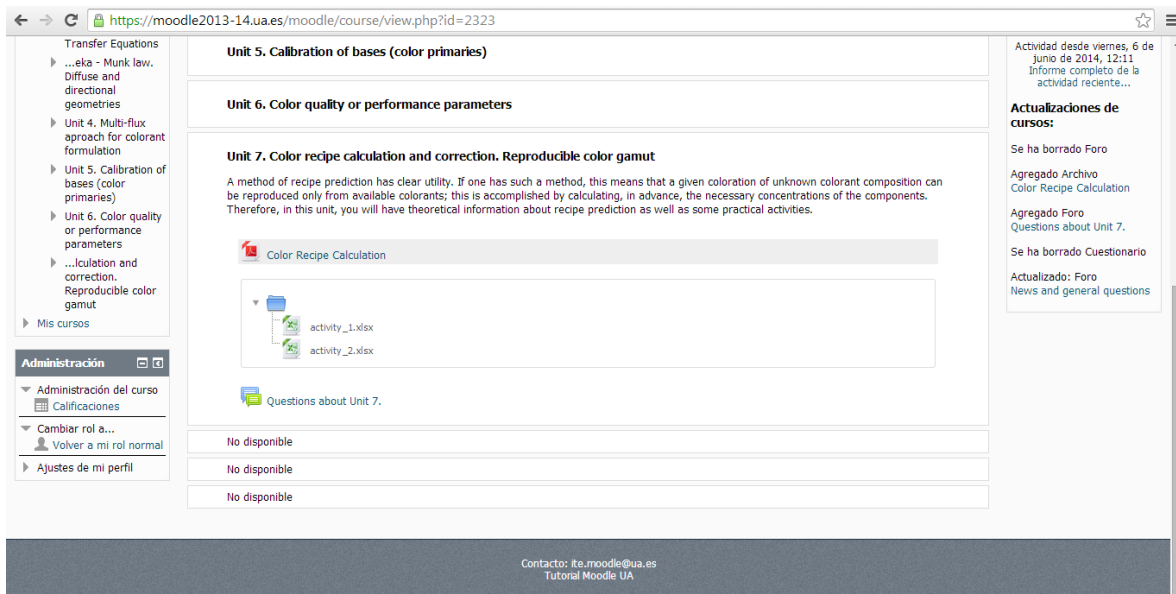 https://moodle2013-14.ua.es/moodle/course/view.php?id=2323
Transfer Equations
...eka - Munk law.
Diffuse and
directional
geometries
Unit 4. Multi-flux
aproach for colorant
formulation
Unit 5. Calibration of
bases (color
primaries)
Unit 6. Color quality
or performance
parameters
...lculation and
correction.
Reproducible color
gamut
Mis cursos
Administración
Administración del curso
Calificaciones
Cambiar rol a...
Volver a mi rol normal
Ajustes de mi perfil
Unit 5. Calibration of bases (color primaries)
Unit 6. Color quality or performance parameters
Unit 7. Color recipe calculation and correction. Reproducible color gamut
A method of recipe prediction has clear utility. If one has such a method, this means that a given coloration of unknown colorant composition can
be reproduced only from available colorants; this is accomplished by calculating, in advance, the necessary concentrations of the components.
Therefore, in this unit, you will have theoretical information about recipe prediction as well as some practical activities.
Color Recipe Calculation
activity_1.xlsx
activity_2.xlsx
Questions about Unit 7.
No disponible
No disponible
No disponible
Actividad desde viernes, 6 de
junio de 2014, 12:11
Informe completo de la
actividad reciente...
Actualizaciones de
cursos:
Se ha borrado Foro
Agregado Archivo
Color Recipe Calculation
Agregado Foro
Questions about Unit 7.
Se ha borrado Cuestionario
Actualizado: Foro
News and general questions
Contacto: ite.moodle@ua.es
Tutorial Moodle UA